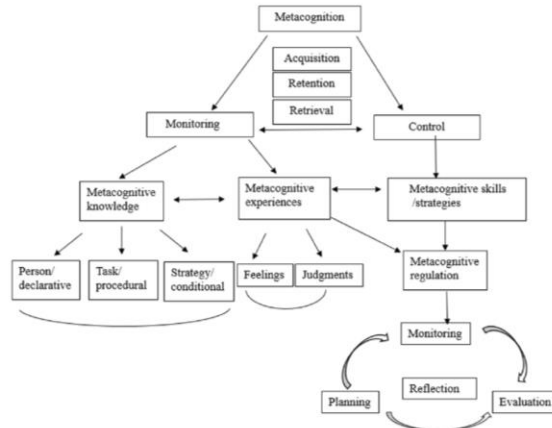 Metacognition
Acquisition
Retention
Retrieval
Monitoring
Control
Metacognitive
knowledge
Metacognitive
experiences
Metacognitive skills
/strategies
Person/
declarative
Task/
procedural
Strategy/
conditional
Feelings
Judgments
Metacognitive
regulation
Monitoring
Reflection
Planning
Evaluation